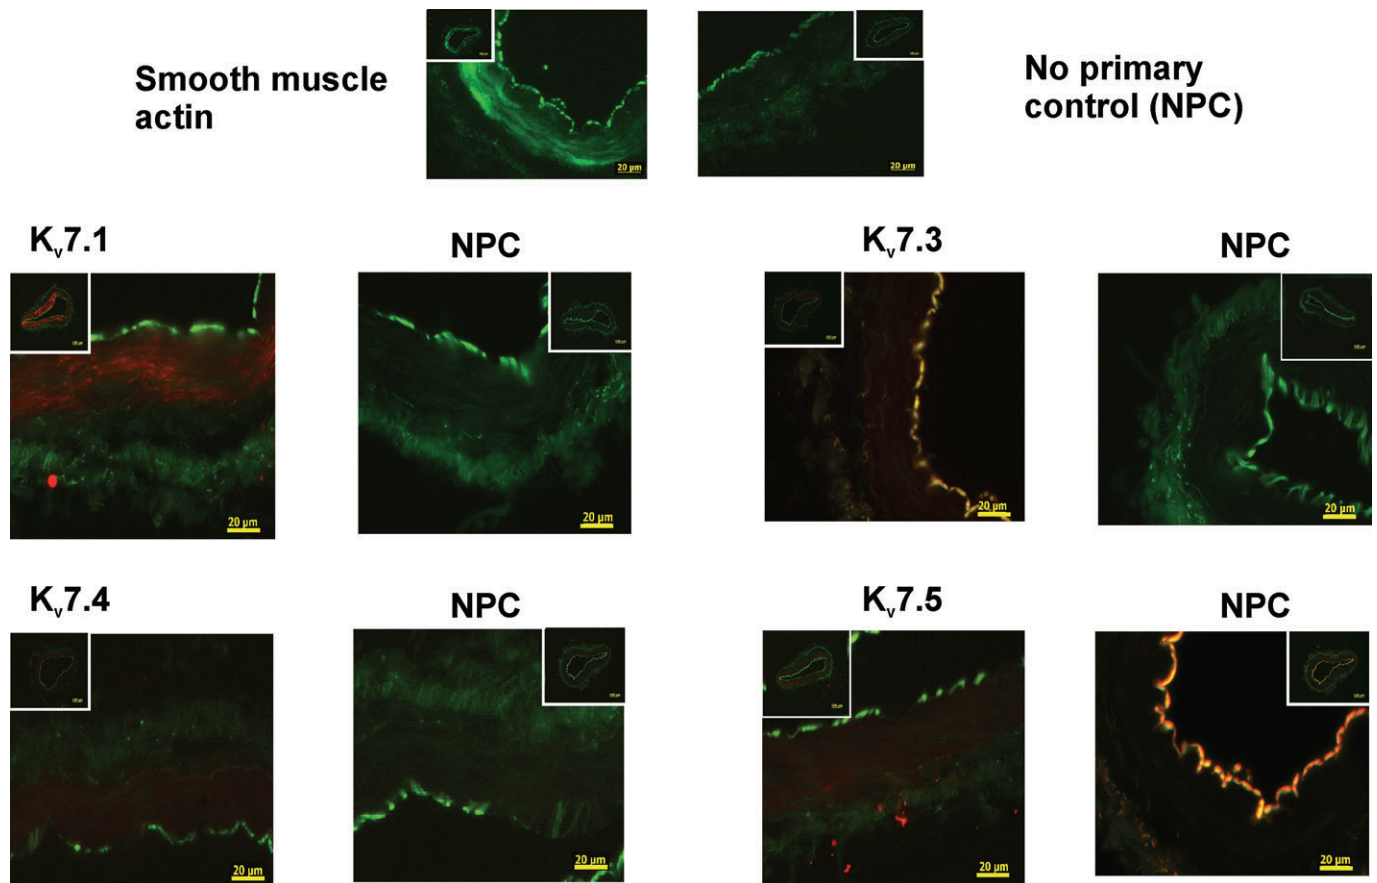 Smooth muscle
actin
20 µm
20 µm
No primary
control (NPC)
Kv7.1
NPC
Kv7.3
NPC
20 µm
20 µm
20 µm
20 µm
Kv7.4
NPC
Kv7.5
NPC
20 µm
20 µm
20 µm
20 µm